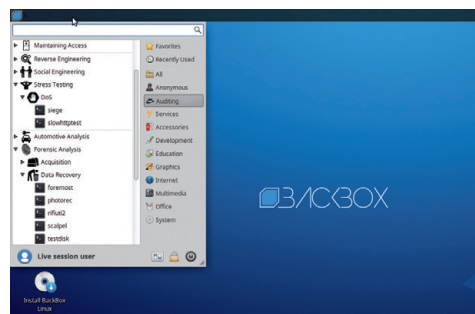 Maintaining Access
Reverse Engineering
Social Engineering
Stress Testing
DoS
siege
slowhttptest
Automotive Analysis
Forensic Analysis
Acquisition
Data Recovery
foremost
photorec
rifiuti2
scalpel
testdisk
Favorites
Recently Used
All
Anonymous
Auditing
Services
Accessories
Development
Education
Graphics
Internet
Multimedia
Office
System
Live session user
BACKBOX
Install BackBox
Linux